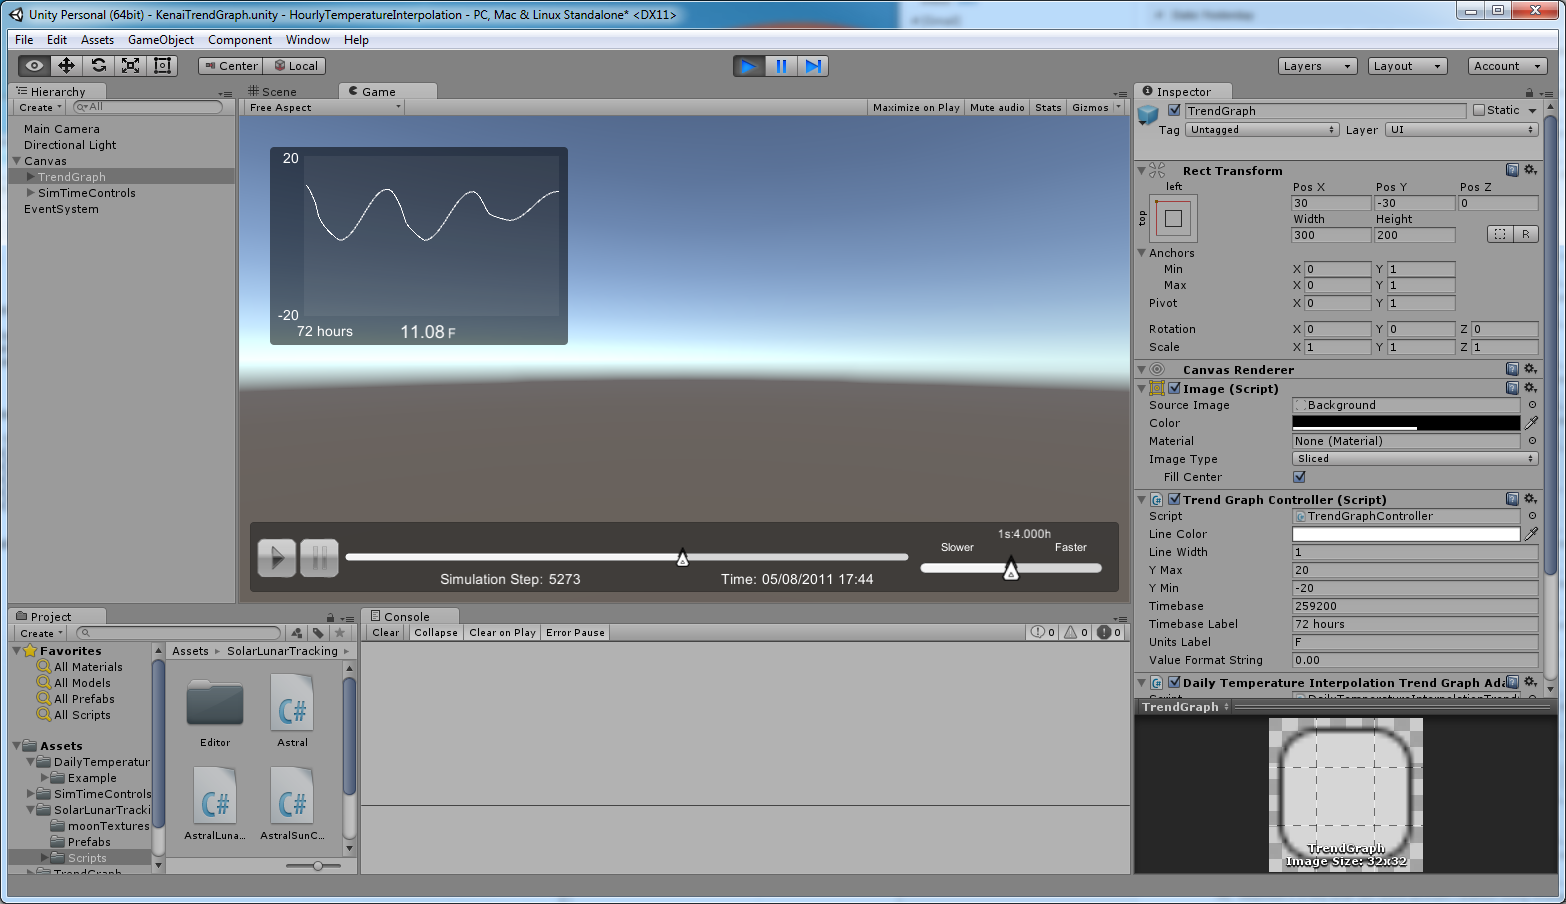 Unity Personal (64bit) - KenaiTrendGraph.unity - HourlyTemperatureInterpolation - PC, Mac & Linux Standalone* <DX11>
File Edit Assets GameObject Component Window Help
Center Local
Layers Layout Account
Hierarchy
Create All
Main Camera
Directional Light
Canvas
TrendGraph
SimTimeControls
EventSystem
Scene Game
Free Aspect Maximize on Play Mute audio Stats Gizmos
20
-20
72 hours 11.08 F
1s:4.000h
Slower Faster
Simulation Step: 5273 Time: 05/08/2011 17:44
Inspector
TrendGraph Static
Tag Untagged Layer UI
Rect Transform
left Pos X Pos Y Pos Z
top 30 -30 0
Width Height
300 200 R
Anchors
Min X 0 Y 1
Max X 0 Y 1
Pivot X 0 Y 1
Rotation X 0 Y 0 Z 0
Scale X 1 Y 1 Z 1
Canvas Renderer
Image (Script)
Source Image Background
Color
Material None (Material)
Image Type Sliced
Fill Center
Trend Graph Controller (Script)
Script TrendGraphController
Line Color
Line Width 1
Y Max 20
Y Min -20
Timebase 259200
Timebase Label 72 hours
Units Label F
Value Format String 0.00
Daily Temperature Interpolation Trend Graph Ada
TrendGraph
TrendGraph
Image Size: 32x32
Project
Create
Favorites
All Materials
All Models
All Prefabs
All Scripts
Assets
DailyTemperatur
Example
SimTimeControls
SolarLunarTracki
moonTextures
Prefabs
Scripts
TrendGraph
Assets SolarLunarTracking
Editor Astral
C#
C# C#
AstralLuna... AstralSunC...
Console
Clear Collapse Clear on Play Error Pause 0 0 0